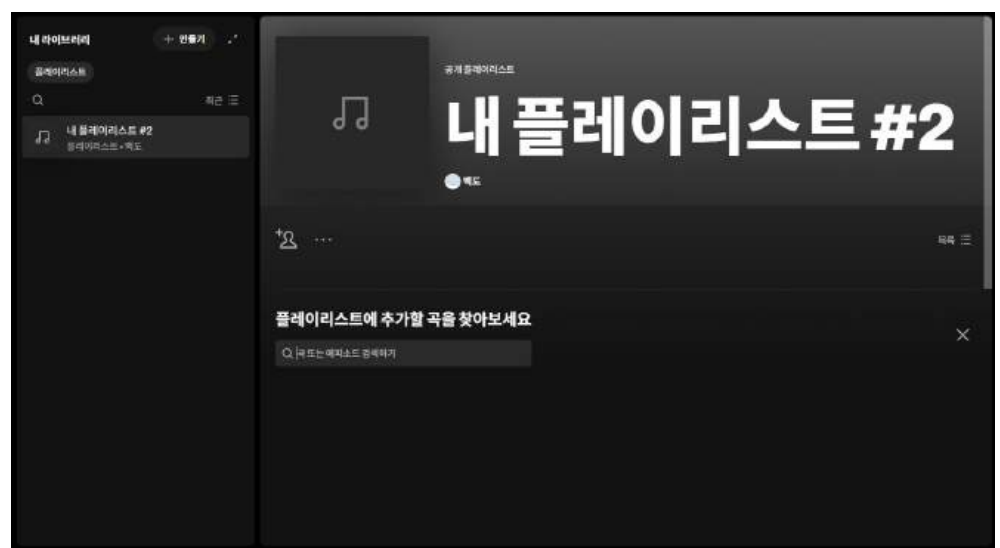 내 라이브러리
+ 만들기
플레이리스트
최근
내 플레이리스트 #2
플레이리스트 • 백도
공개 플레이리스트
내 플레이리스트 #2
백도
목록
플레이리스트에 추가할 곡을 찾아보세요
곡 또는 에피소드 검색하기